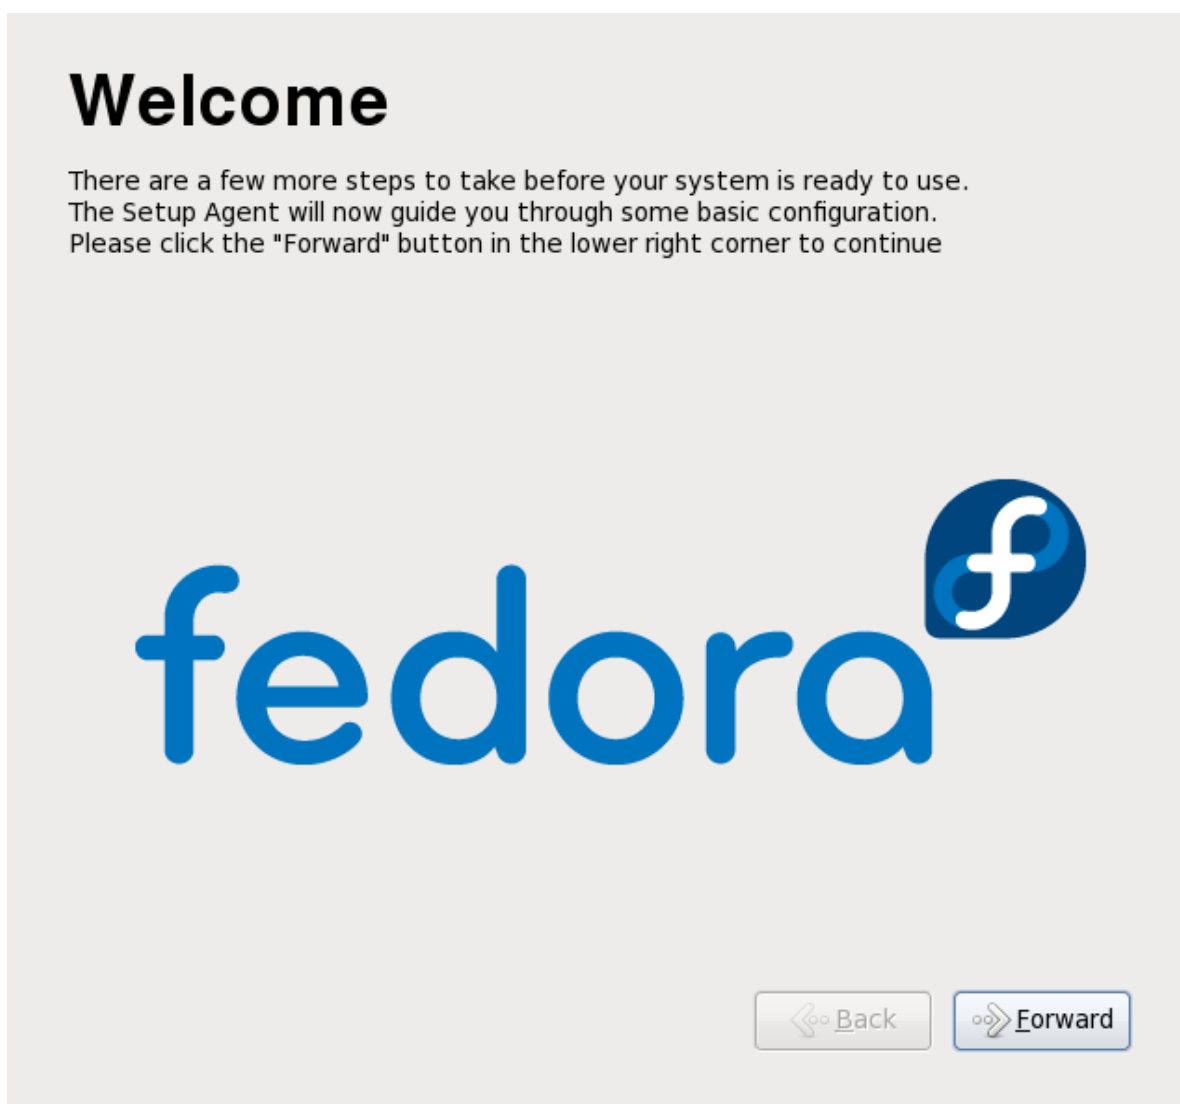 Welcome
There are a few more steps to take before your system is ready to use.
The Setup Agent will now guide you through some basic configuration.
Please click the "Forward" button in the lower right corner to continue
fedora
Back
Forward